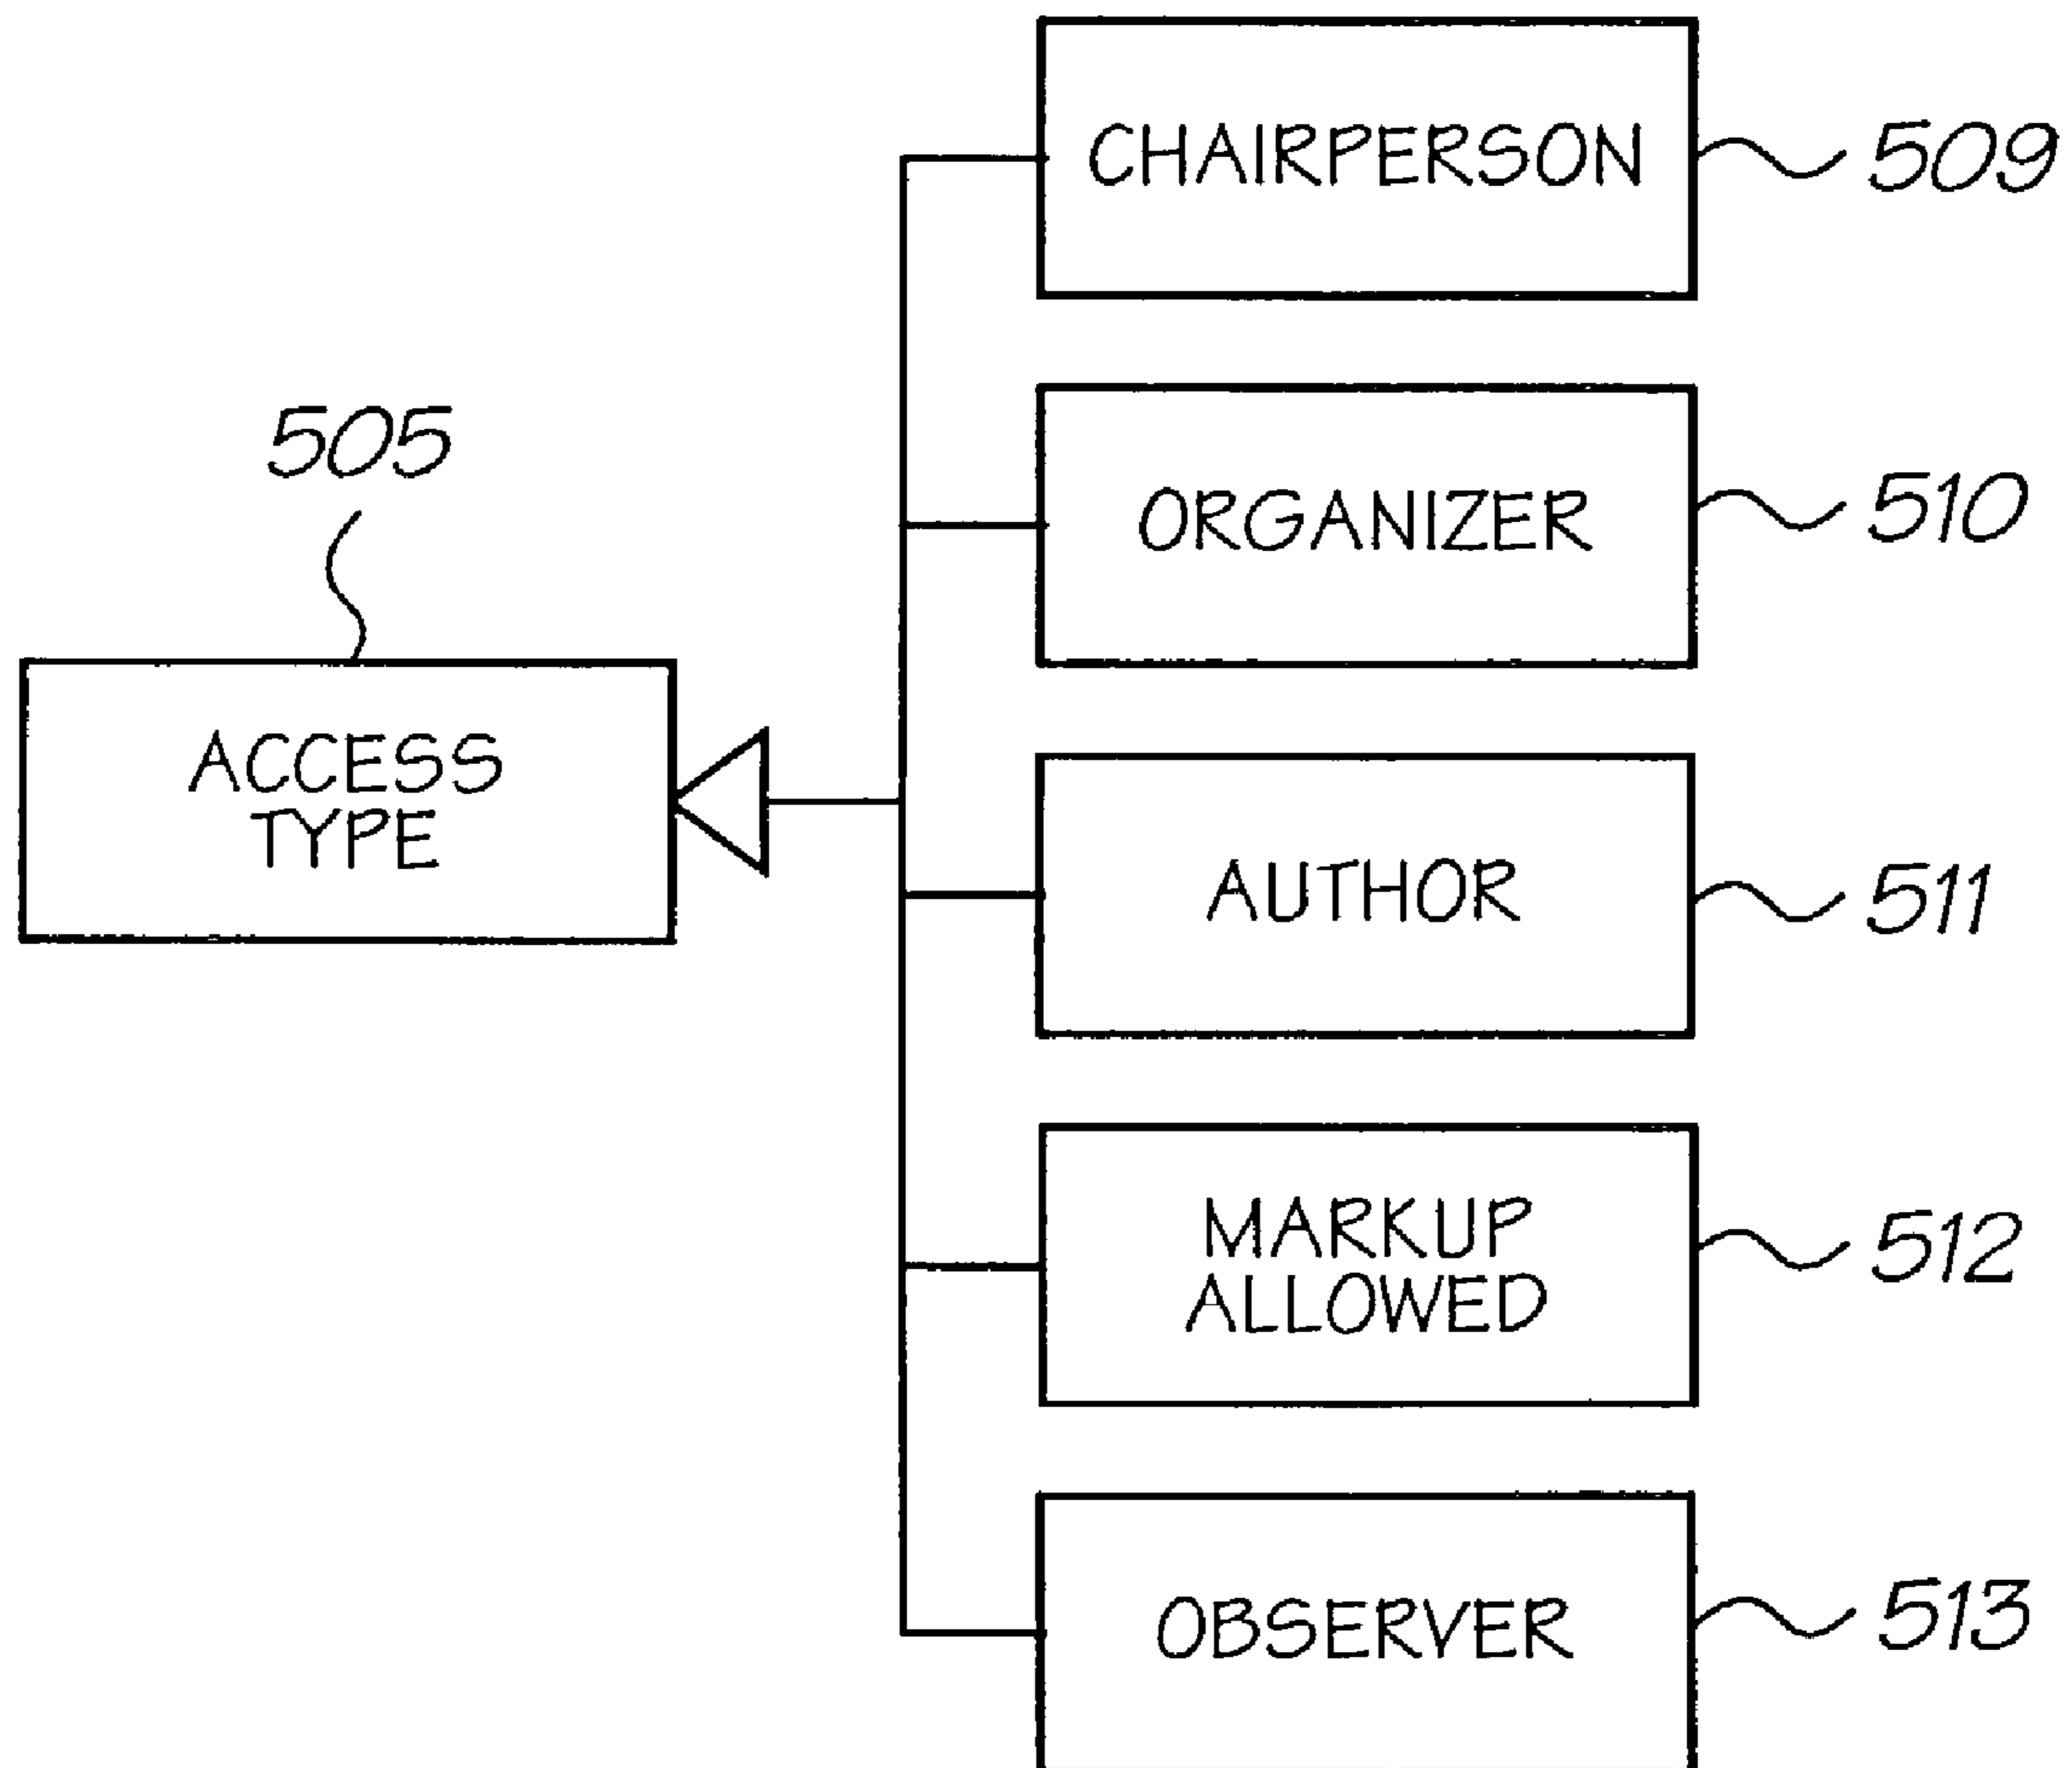 CHAIRPERSON
509
505
ORGANIZER
510
ACCESS
TYPE
AUTHOR
511
MARKUP
ALLOWED
512
OBSERVER
513